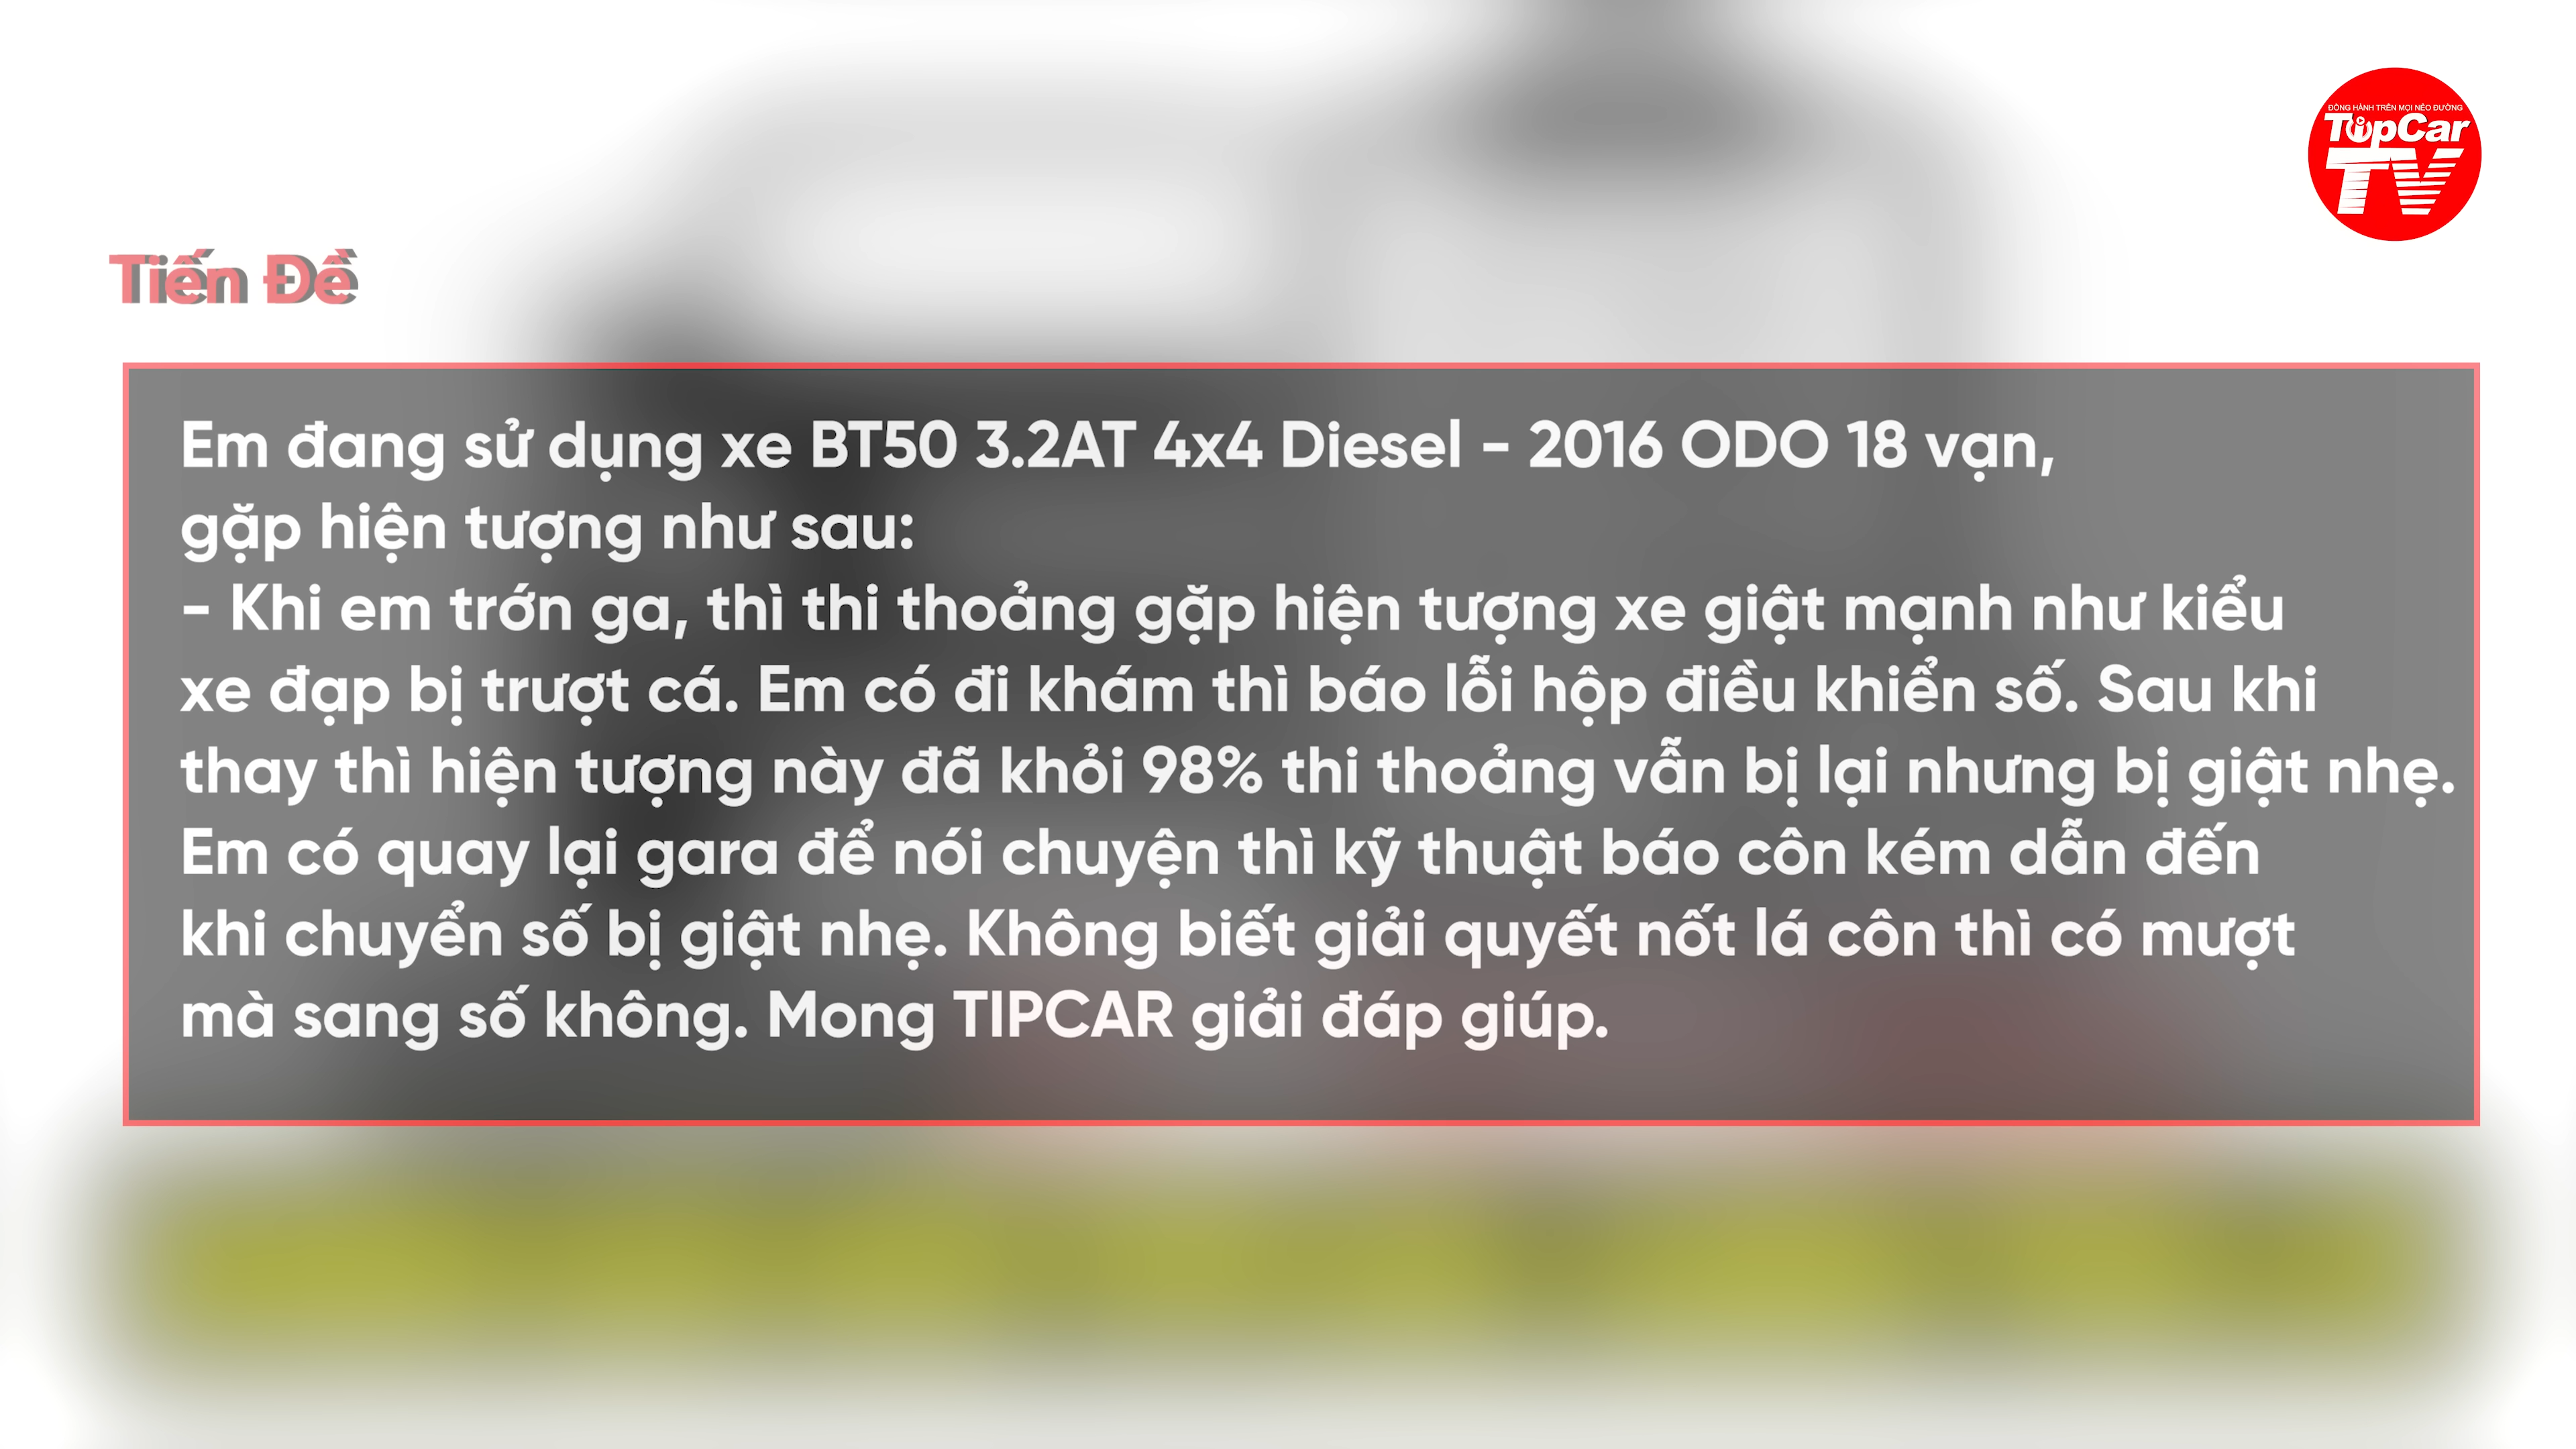 ĐỒNG HÀNH TRÊN MỌI NẺO ĐƯỜNG
TipCar
TV
Tiến Đề
Em đang sử dụng xe BT50 3.2AT 4x4 Diesel - 2016 ODO 18 vạn,
gặp hiện tượng như sau:
- Khi em trớn ga, thì thi thoảng gặp hiện tượng xe giật mạnh như kiểu
xe đạp bị trượt cá. Em có đi khám thì báo lỗi hộp điều khiển số. Sau khi
thay thì hiện tượng này đã khỏi 98% thi thoảng vẫn bị lại nhưng bị giật nhẹ.
Em có quay lại gara để nói chuyện thì kỹ thuật báo côn kém dẫn đến
khi chuyển số bị giật nhẹ. Không biết giải quyết nốt lá côn thì có mượt
mà sang số không. Mong TIPCAR giải đáp giúp.